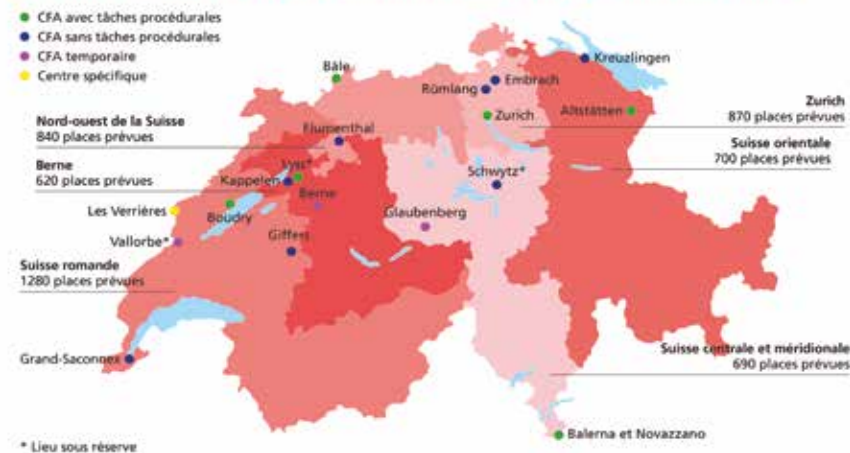 CFA avec tâches procédurales
CFA sans tâches procédurales
CFA temporaire
Centre spécifique
Bâle
Kreuzlingen
Embrach
Rümlang
Zurich
870 places prévues
Nord-ouest de la Suisse
840 places prévues
Flumenthal
Zurich
Altstätten
Suisse orientale
700 places prévues
Berne
620 places prévues
Lyss*
Kappelen
Schwytz*
Berne
Les Verrières
Boudry
Glaubenberg
Vallorbe*
Giffers
Suisse romande
1280 places prévues
Grand-Saconnex
Suisse centrale et méridionale
690 places prévues
Balerna et Novazzano
* Lieu sous réserve